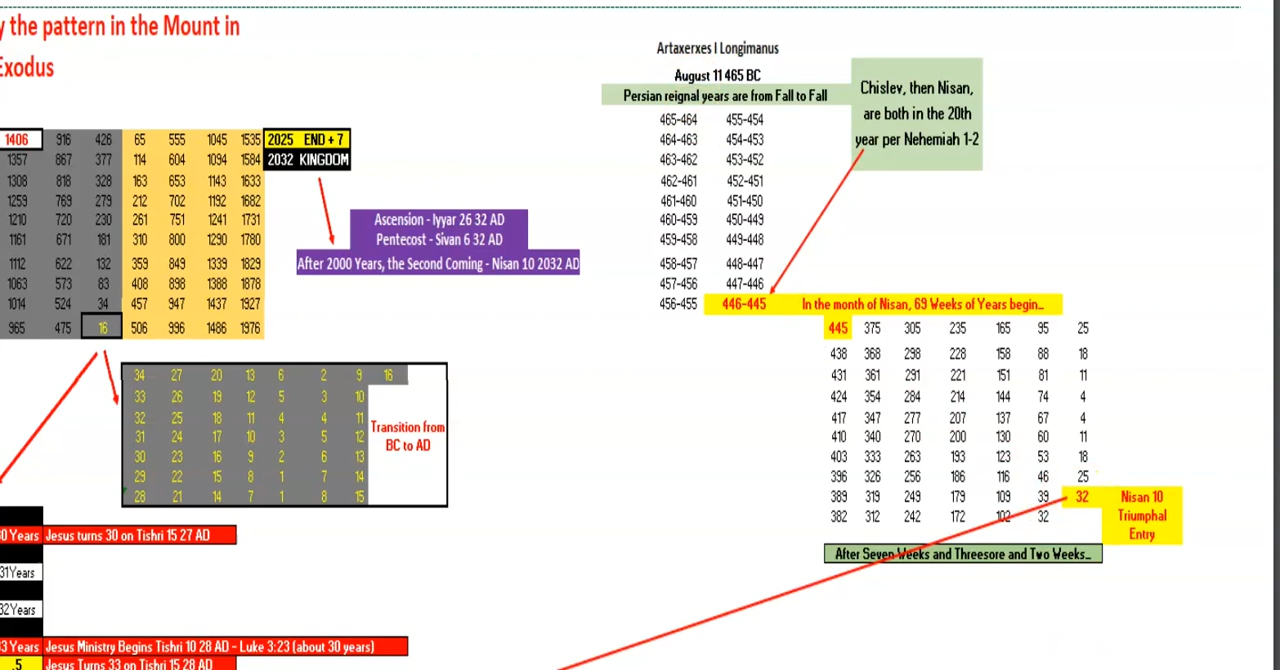 y the pattern in the Mount in
Exodus
1406 916 426 65 555 1045 1535 2025 END + 7
1357 867 377 114 604 1094 1584 2032 KINGDOM
1308 818 328 163 653 1143 1633
1259 769 279 212 702 1192 1682
1210 720 230 261 751 1241 1731
1161 671 181 310 800 1290 1780
1112 622 132 359 849 1339 1829
1063 573 83 408 898 1388 1878
1014 524 34 457 947 1437 1927
965 475 16 506 996 1486 1976
Ascension - Iyyar 26 32 AD
Pentecost - Sivan 6 32 AD
After 2000 Years, the Second Coming - Nisan 10 2032 AD
34 27 20 13 6 2 9 16
33 26 19 12 5 3 10
32 25 18 11 4 4 11
31 24 17 10 3 5 12
30 23 16 9 2 6 13
29 22 15 8 1 7 14
28 21 14 7 1 8 15
Transition from
BC to AD
0 Years Jesus turns 30 on Tishri 15 27 AD
31Years
32Years
3 Years Jesus Ministry Begins Tishri 10 28 AD - Luke 3:23 (about 30 years)
.5 Jesus Turns 33 on Tishri 15 28 AD
Artaxerxes I Longimanus
August 11 465 BC
Persian reignal years are from Fall to Fall
465-464 455-454
464-463 454-453
463-462 453-452
462-461 452-451
461-460 451-450
460-459 450-449
459-458 449-448
458-457 448-447
457-456 447-446
456-455 446-445 In the month of Nisan, 69 Weeks of Years begin...
Chislev, then Nisan,
are both in the 20th
year per Nehemiah 1-2
445 375 305 235 165 95 25
438 368 298 228 158 88 18
431 361 291 221 151 81 11
424 354 284 214 144 74 4
417 347 277 207 137 67 4
410 340 270 200 130 60 11
403 333 263 193 123 53 18
396 326 256 186 116 46 25
389 319 249 179 109 39 32
382 312 242 172 102 32
Nisan 10
Triumphal
Entry
After Seven Weeks and Threesore and Two Weeks...